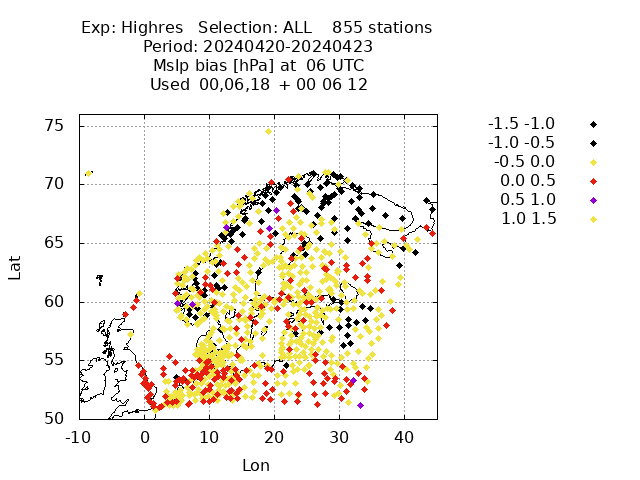 Exp: Highres   Selection: ALL    855 stations
Period: 20240420-20240423
Mslp bias [hPa] at  06 UTC
Used  00,06,18  + 00 06 12
-1.5 -1.0
-1.0 -0.5
-0.5 0.0
0.0 0.5
0.5 1.0
1.0 1.5
75
70
65
60
55
50
Lat
-10 0 10 20 30 40
Lon